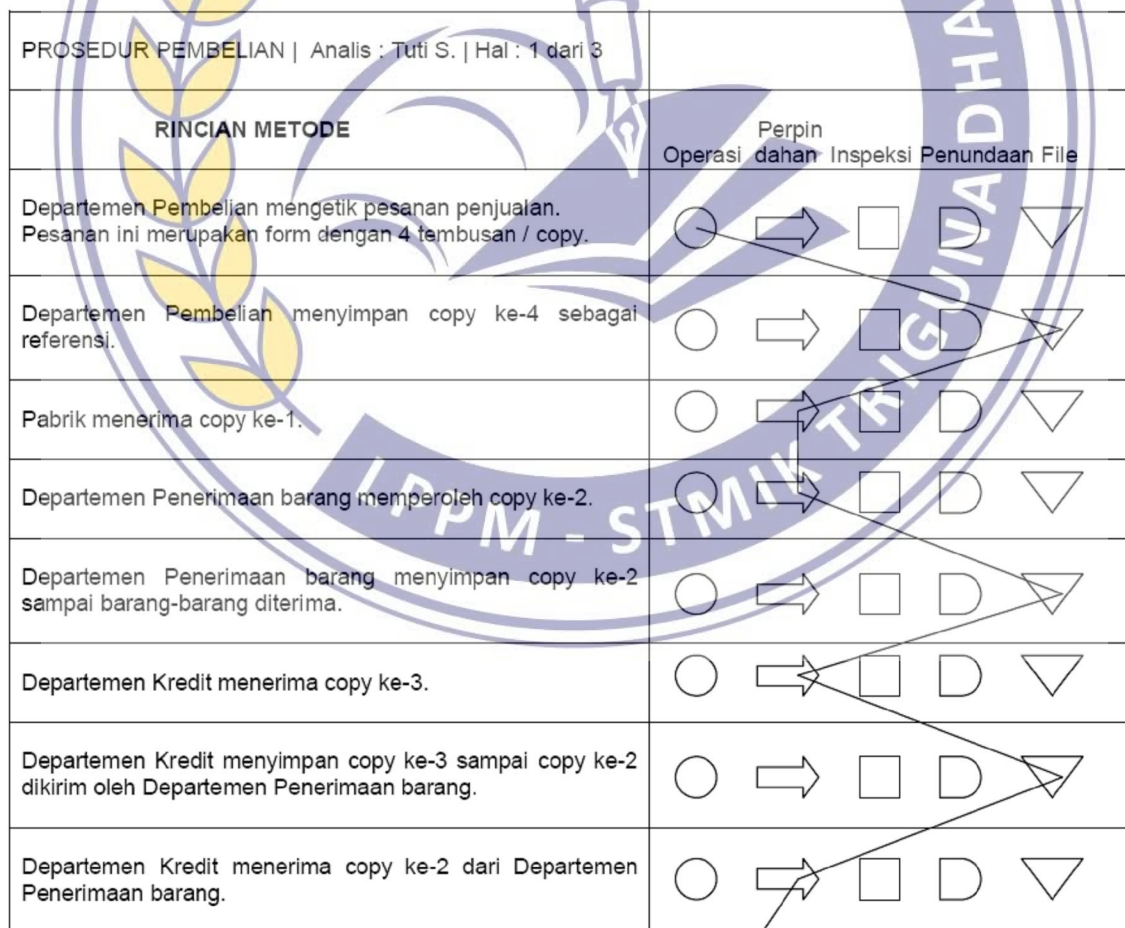 PROSEDUR PEMBELIAN | Analis : Tuti S. | Hal : 1 dari 3
RINCIAN METODE
Perpin
Operasi dahan Inspeksi Penundaan File
Departemen Pembelian mengetik pesanan penjualan.
Pesanan ini merupakan form dengan 4 tembusan / copy.
Departemen Pembelian menyimpan copy ke-4 sebagai
referensi.
Pabrik menerima copy ke-1.
Departemen Penerimaan barang memperoleh copy ke-2.
Departemen Penerimaan barang menyimpan copy ke-2
sampai barang-barang diterima.
Departemen Kredit menerima copy ke-3.
Departemen Kredit menyimpan copy ke-3 sampai copy ke-2
dikirim oleh Departemen Penerimaan barang.
Departemen Kredit menerima copy ke-2 dari Departemen
Penerimaan barang.
LPPM - STMIK TRIGUNADHA